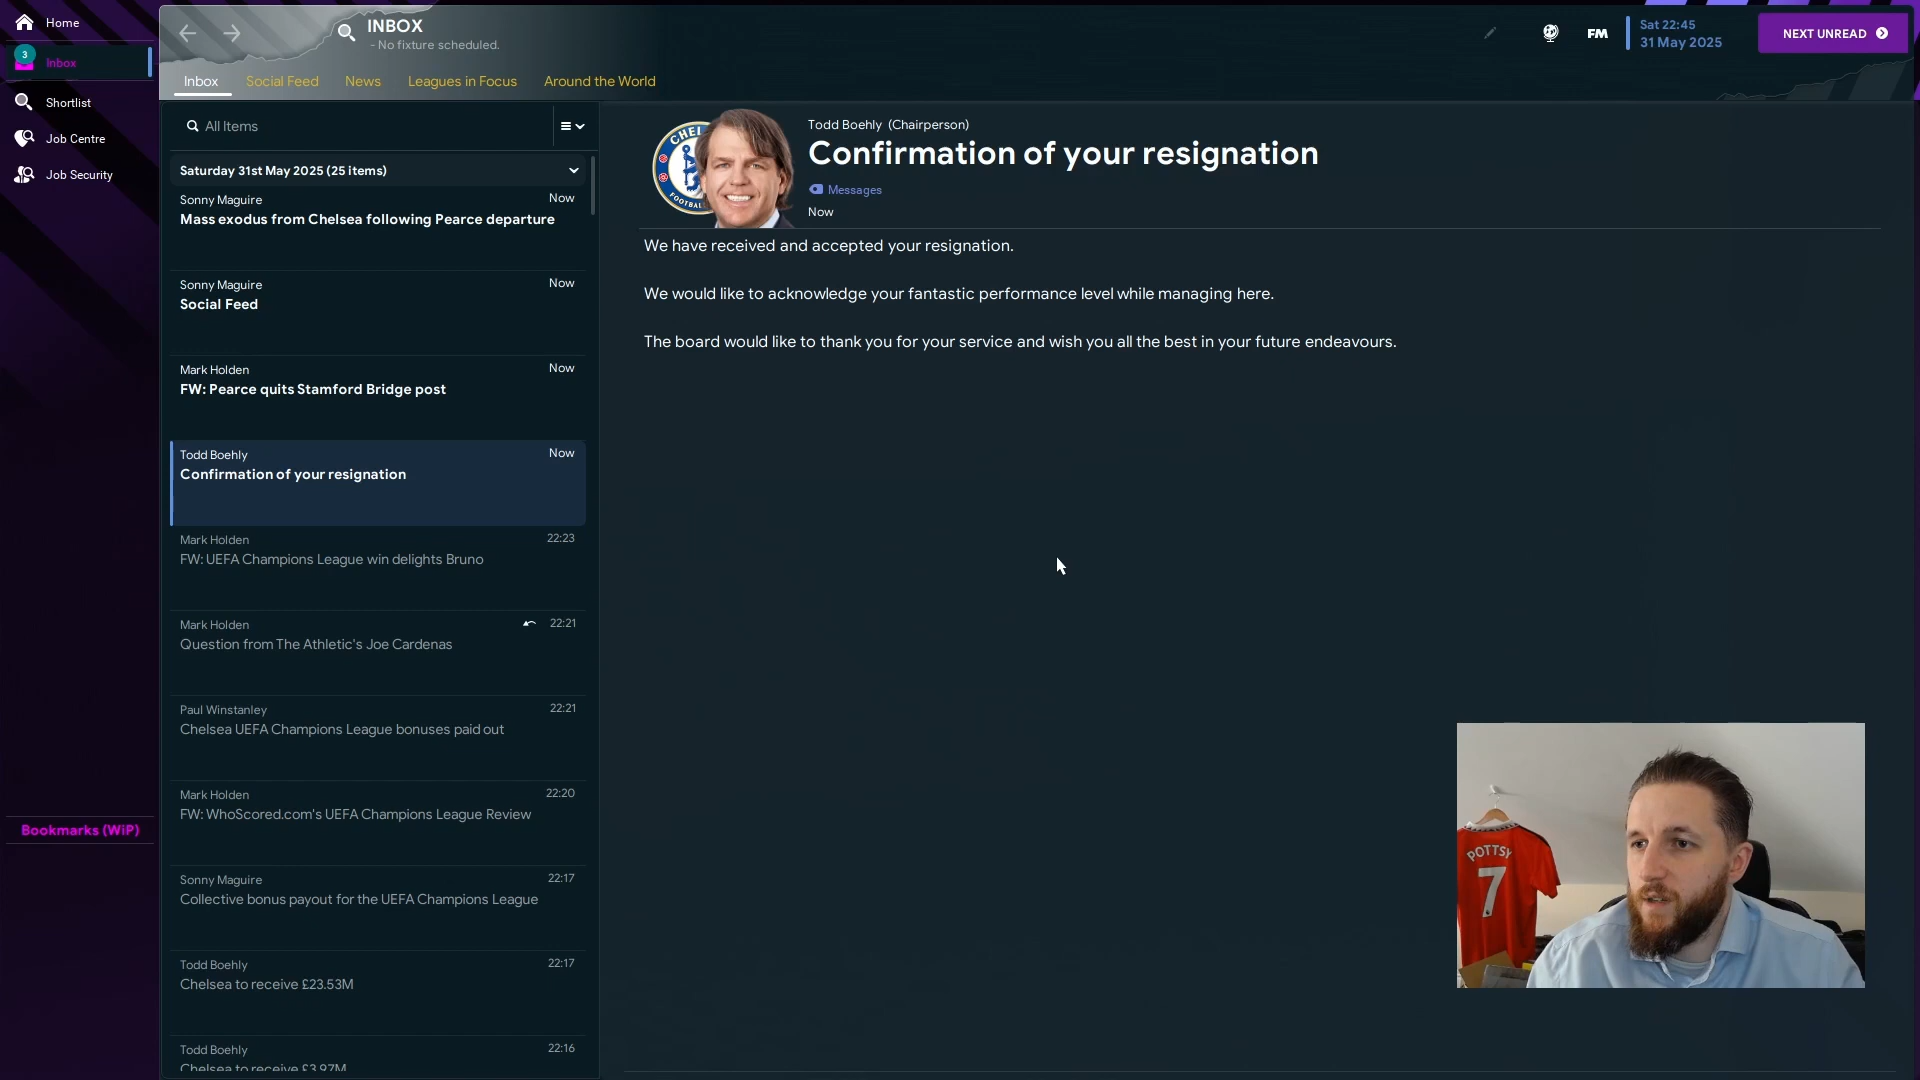 Home
3
Inbox
Shortlist
Job Centre
Job Security
Bookmarks (WiP)
INBOX
- No fixture scheduled.
FM
Sat 22:45
31 May 2025
NEXT UNREAD
Inbox
Social Feed
News
Leagues in Focus
Around the World
All Items
Saturday 31st May 2025 (25 items)
Sonny Maguire
Now
Mass exodus from Chelsea following Pearce departure
Sonny Maguire
Now
Social Feed
Mark Holden
Now
FW: Pearce quits Stamford Bridge post
Todd Boehly
Now
Confirmation of your resignation
Mark Holden
22:23
FW: UEFA Champions League win delights Bruno
Mark Holden
22:21
Question from The Athletic's Joe Cardenas
Paul Winstanley
22:21
Chelsea UEFA Champions League bonuses paid out
Mark Holden
22:20
FW: WhoScored.com's UEFA Champions League Review
Sonny Maguire
22:17
Collective bonus payout for the UEFA Champions League
Todd Boehly
22:17
Chelsea to receive £23.53M
Todd Boehly
22:16
Chelsea to receive £3.97M
CHEL
FOOTBAL
Todd Boehly (Chairperson)
Confirmation of your resignation
Messages
Now
We have received and accepted your resignation.
We would like to acknowledge your fantastic performance level while managing here.
The board would like to thank you for your service and wish you all the best in your future endeavours.
POTTSY
7